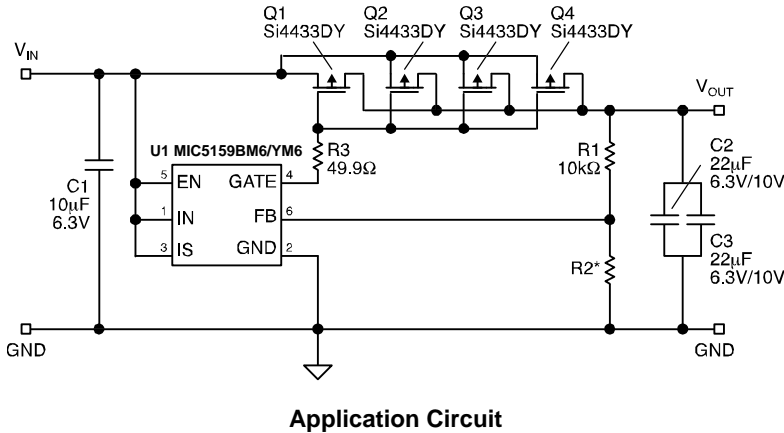 Q1
Si4433DY
Q2
Si4433DY
Q3
Si4433DY
Q4
Si4433DY
VIN
VOUT
U1 MIC5159BM6/YM6
R3
49.9Ω
R1
10kΩ
C2
22μF
6.3V/10V
C1
10μF
6.3V
5 EN GATE 4
1 IN FB 6
3 IS GND 2
R2*
C3
22μF
6.3V/10V
GND
GND
Application Circuit